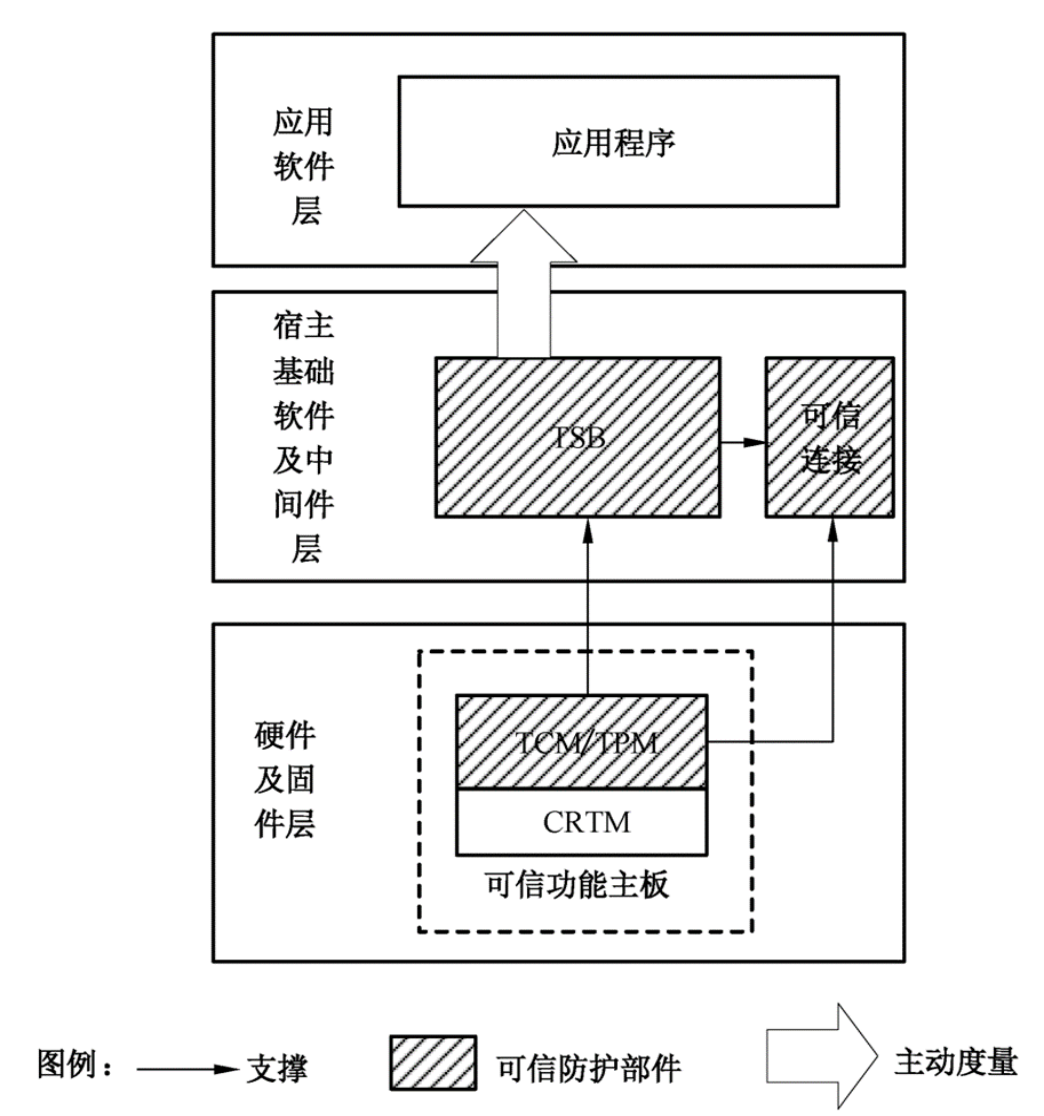 应用
软件
层
应用程序
宿主
基础
软件
及中
间件
层
TSB
可信
连接
硬件
及固
件层
TCM/TPM
CRTM
可信功能主板
图例：
支撑
可信防护部件
主动度量